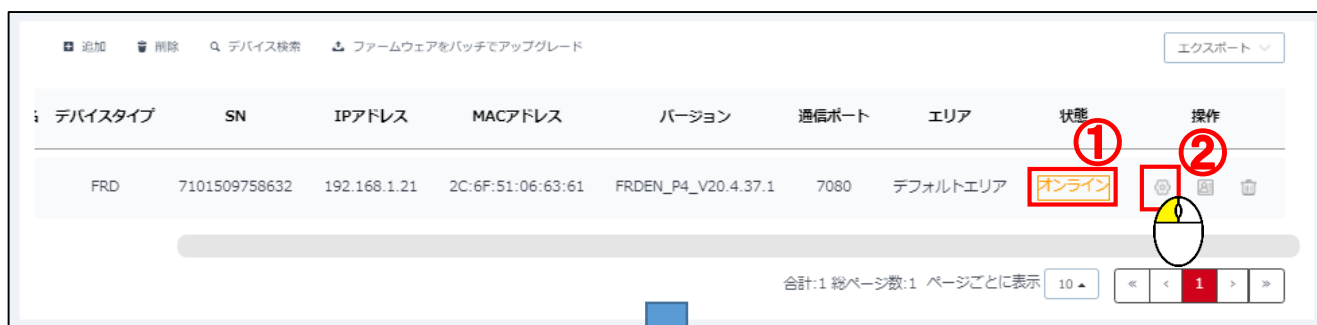 追加 削除 デバイス検索 ファームウェアをバッチでアップグレード エクスポート
デバイスタイプ SN IPアドレス MACアドレス バージョン 通信ポート エリア 状態 操作
① ②
FRD 7101509758632 192.168.1.21 2C:6F:51:06:63:61 FRDEN_P4_V20.4.37.1 7080 デフォルトエリア オンライン
合計:1 総ページ数:1 ページごとに表示 10 « < 1 > »